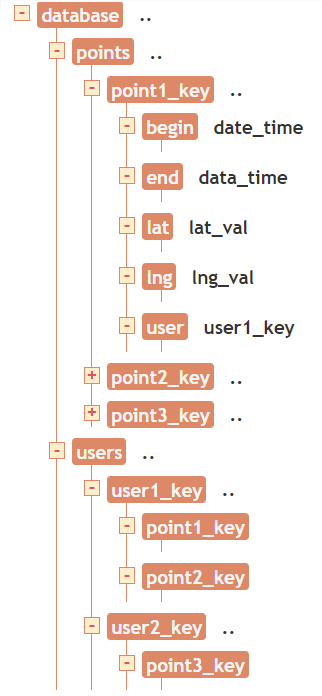 database ..
points ..
point1_key ..
begin date_time
end data_time
lat lat_val
lng lng_val
user user1_key
point2_key ..
point3_key ..
users ..
user1_key ..
point1_key
point2_key
user2_key ..
point3_key